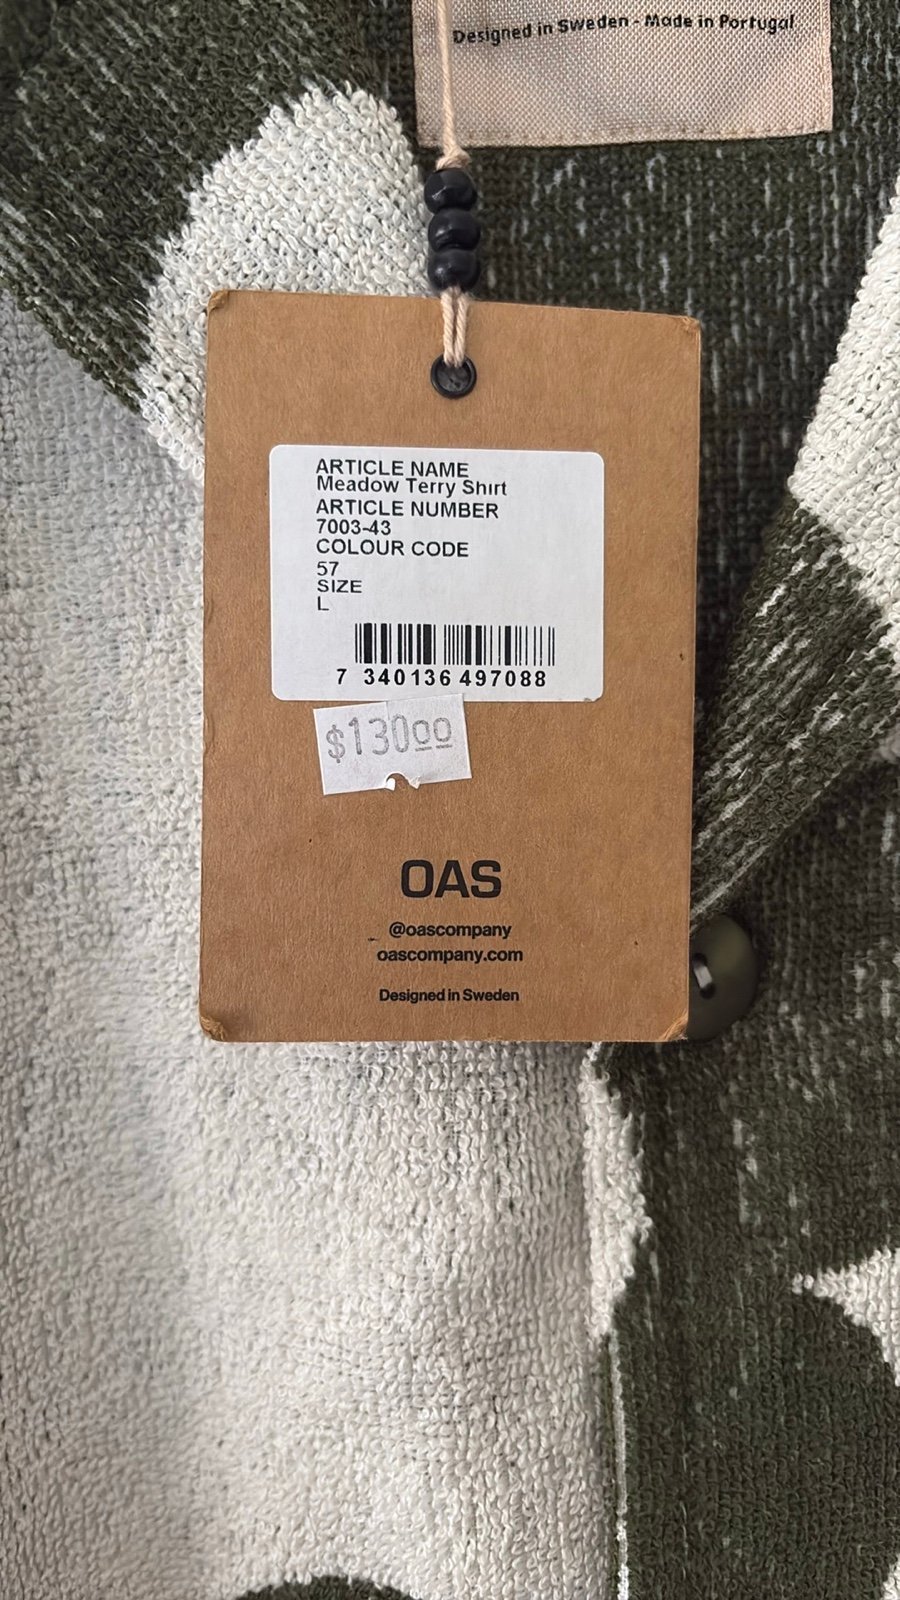 Designed in Sweden - Made in Portugal
ARTICLE NAME
Meadow Terry Shirt
ARTICLE NUMBER
7003-43
COLOUR CODE
57
SIZE
L
7 340136 497088
$130.00
OAS
@oascompany
oascompany.com
Designed in Sweden